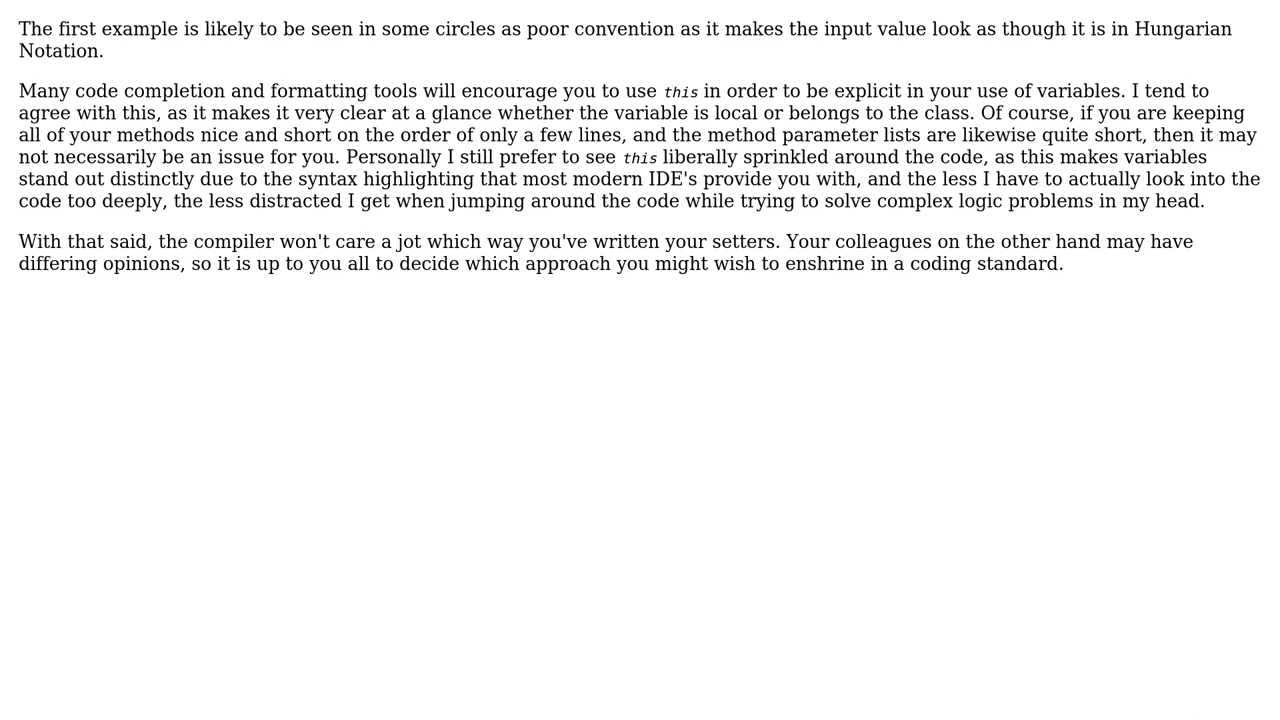 The first example is likely to be seen in some circles as poor convention as it makes the input value look as though it is in Hungarian
Notation.
Many code completion and formatting tools will encourage you to use this in order to be explicit in your use of variables. I tend to
agree with this, as it makes it very clear at a glance whether the variable is local or belongs to the class. Of course, if you are keeping
all of your methods nice and short on the order of only a few lines, and the method parameter lists are likewise quite short, then it may
not necessarily be an issue for you. Personally I still prefer to see this liberally sprinkled around the code, as this makes variables
stand out distinctly due to the syntax highlighting that most modern IDE's provide you with, and the less I have to actually look into the
code too deeply, the less distracted I get when jumping around the code while trying to solve complex logic problems in my head.
With that said, the compiler won't care a jot which way you've written your setters. Your colleagues on the other hand may have
differing opinions, so it is up to you all to decide which approach you might wish to enshrine in a coding standard.